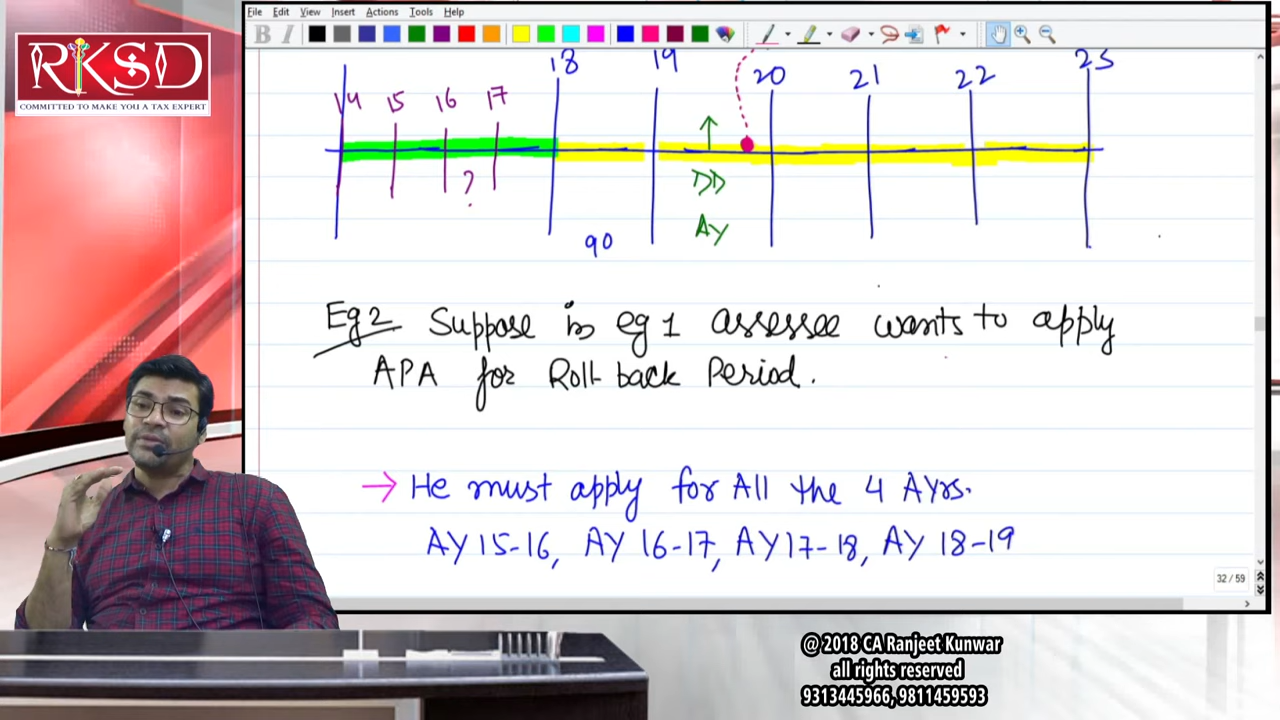 File Edit View Insert Actions Tools Help
B I
RKSD
COMMITTED TO MAKE YOU A TAX EXPERT
14 15 16 17 18 19 20 21 22 23
?
DD
AY
90
Eg 2 Suppose in eg 1 assessee wants to apply
APA for Roll back Period.
→ He must apply for All the 4 AYrs.
AY 15-16, AY 16-17, AY 17-18, AY 18-19
32 / 59
@ 2018 CA Ranjeet Kunwar
all rights reserved
9313445966, 9811459593